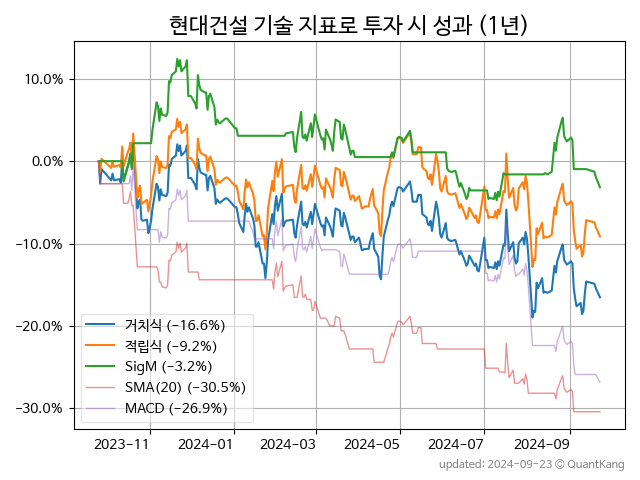 현대건설 기술 지표로 투자 시 성과 (1년)
10.0%
0.0%
−10.0%
−20.0%
−30.0%
거치식 (−16.6%)
적립식 (−9.2%)
SigM (−3.2%)
SMA(20) (−30.5%)
MACD (−26.9%)
2023-11 2024-01 2024-03 2024-05 2024-07 2024-09
updated: 2024-09-23 © QuantKang